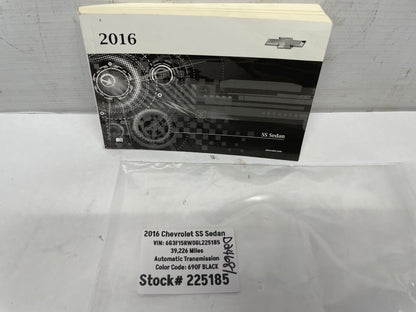 2016
SS Sedan
2016 Chevrolet SS Sedan
VIN: 6G3F15RW0GL225185
39,226 Miles
Automatic Transmission
Color Code: 690F BLACK
Stock# 225185